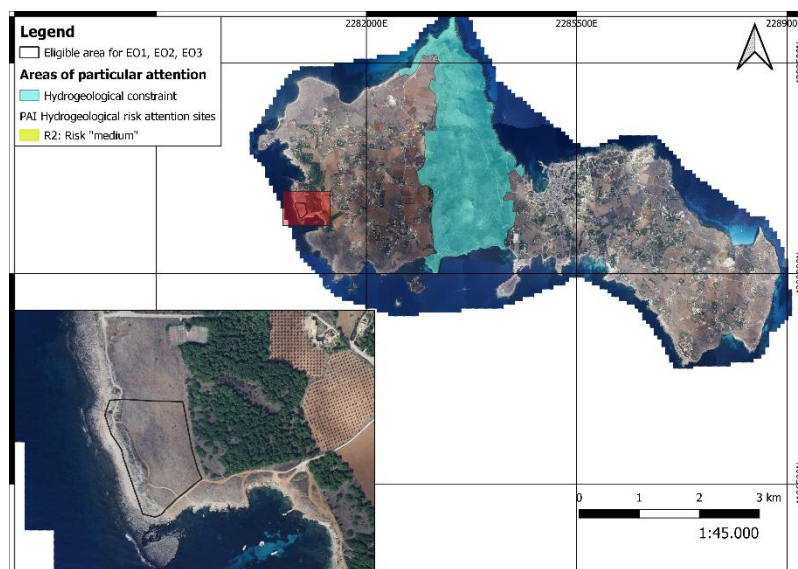 Legend
Eligible area for EO1, EO2, EO3
Areas of particular attention
Hydrogeological constraint
PAI Hydrogeological risk attention sites
R2: Risk "medium"
2282000E
2285500E
228900
0 1 2 3 km
1:45.000